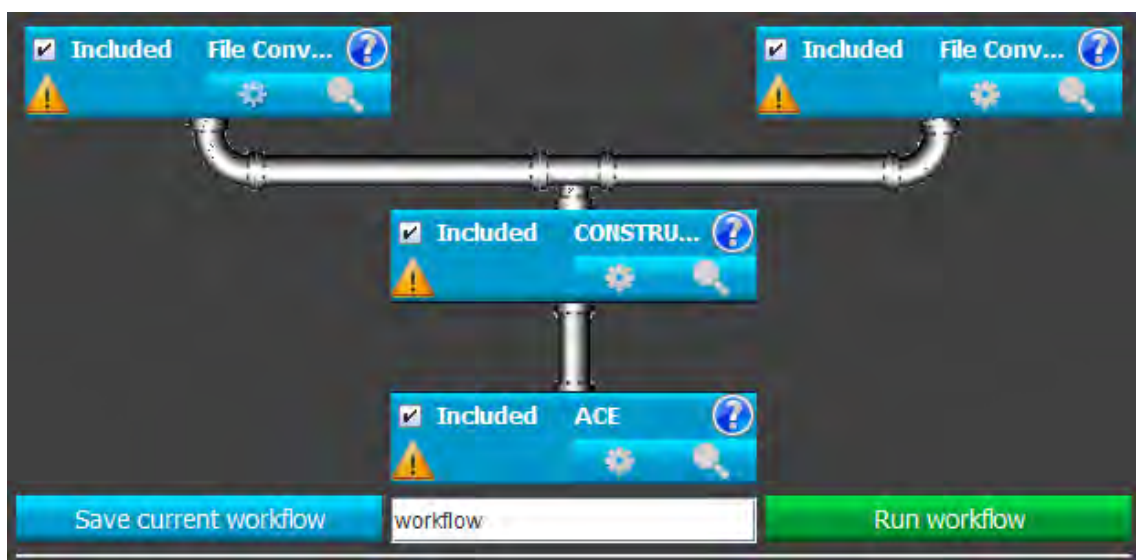 Included File Conv... ?
Included File Conv... ?
Included CONSTRU... ?
Included ACE ?
Save current workflow
workflow
Run workflow